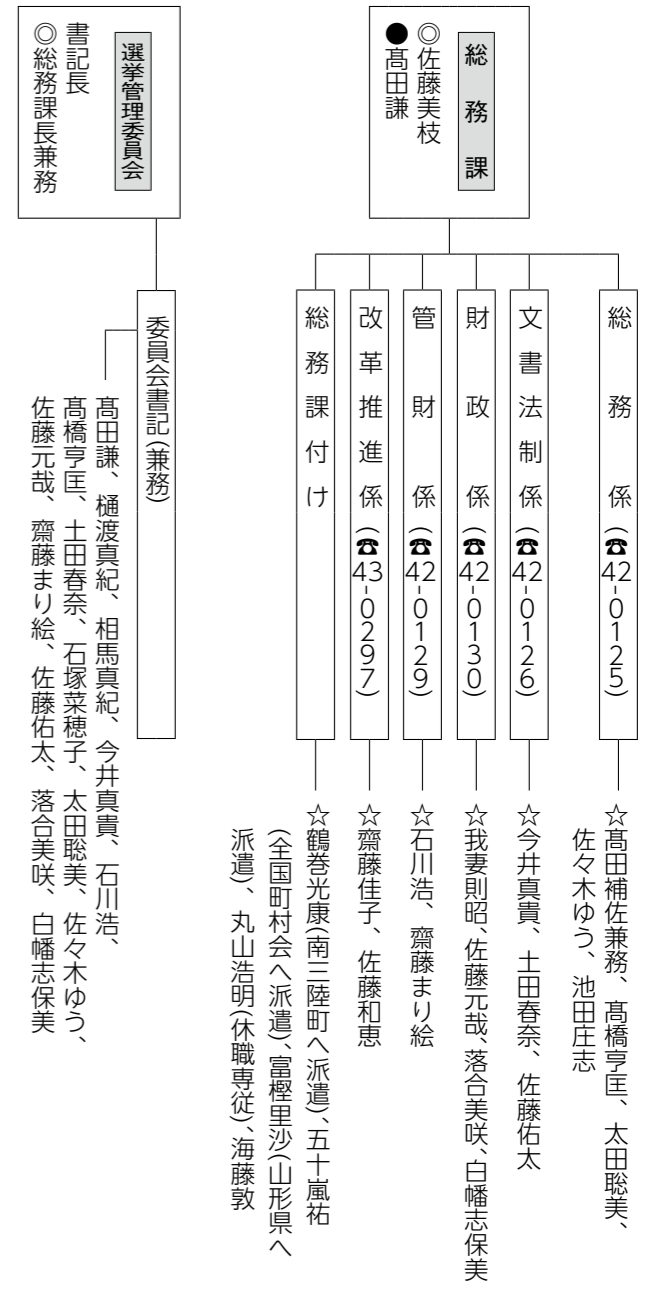 総務課
◎佐藤美枝
●髙田謙
総務係(☎42-0125)
☆髙田補佐兼務、髙橋亨匡、太田聡美、
佐々木ゆう、池田庄志
文書法制係(☎42-0126)
☆今井真貴、土田春奈、佐藤佑太
財政係(☎42-0130)
☆我妻則昭、佐藤元哉、落合美咲、白幡志保美
管財係(☎42-0129)
☆石川浩、齋藤まり絵
改革推進係(☎43-0297)
☆齋藤佳子、佐藤和恵
総務課付け
☆鶴巻光康(南三陸町へ派遣)、五十嵐祐
(全国町村会へ派遣)、富樫里沙(山形県へ
派遣)、丸山浩明(休職専従)、海藤敦
選挙管理委員会
書記長
◎総務課長兼務
委員会書記(兼務)
髙田謙、樋渡真紀、相馬真紀、今井真貴、石川浩、
髙橋亨匡、土田春奈、石塚菜穂子、太田聡美、佐々木ゆう、
佐藤元哉、齋藤まり絵、佐藤佑太、落合美咲、白幡志保美